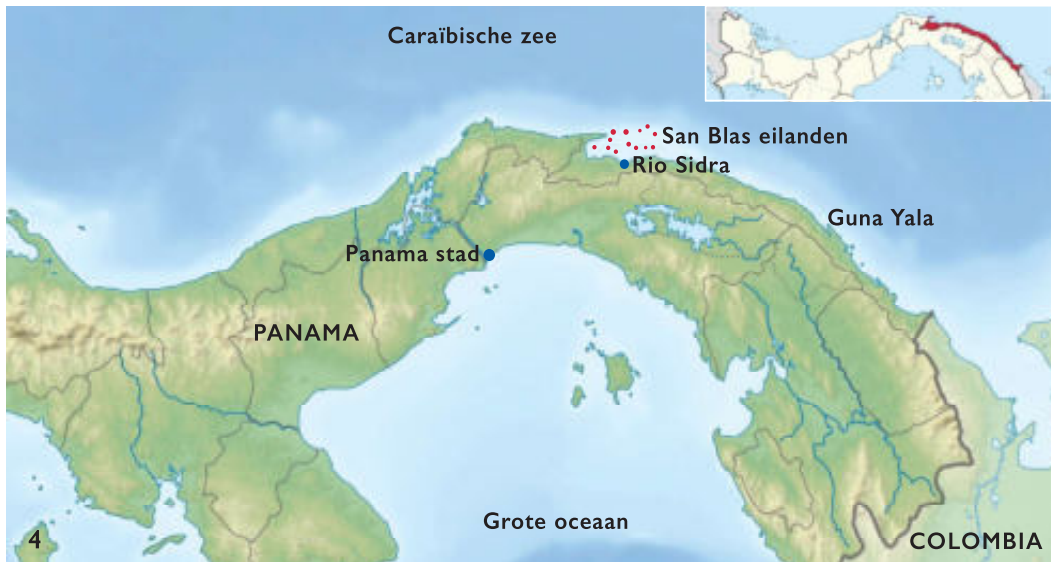 Caraïbische zee
San Blas eilanden
Rio Sidra
Guna Yala
Panama stad
PANAMA
Grote oceaan
COLOMBIA
4